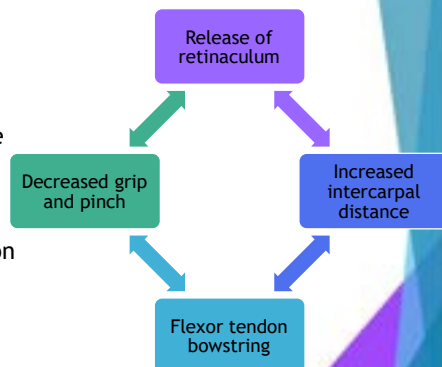 Release of
retinaculum
Decreased grip
and pinch
Increased
intercarpal
distance
Flexor tendon
bowstring